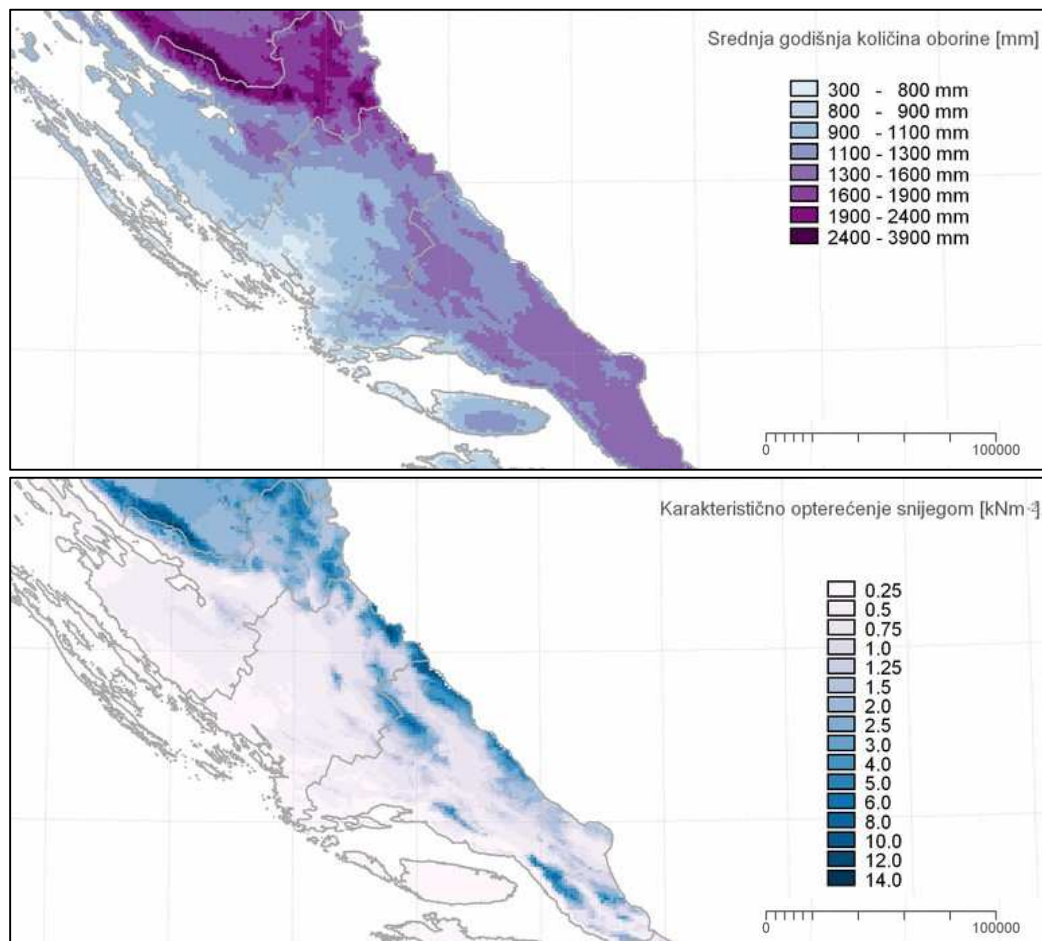 Srednja godišnja količina oborine [mm]
300 - 800 mm
800 - 900 mm
900 - 1100 mm
1100 - 1300 mm
1300 - 1600 mm
1600 - 1900 mm
1900 - 2400 mm
2400 - 3900 mm
0 100000
Karakteristično opterećenje snijegom [kNm-2]
0.25
0.5
0.75
1.0
1.25
1.5
2.0
2.5
3.0
4.0
5.0
6.0
8.0
10.0
12.0
14.0
0 100000